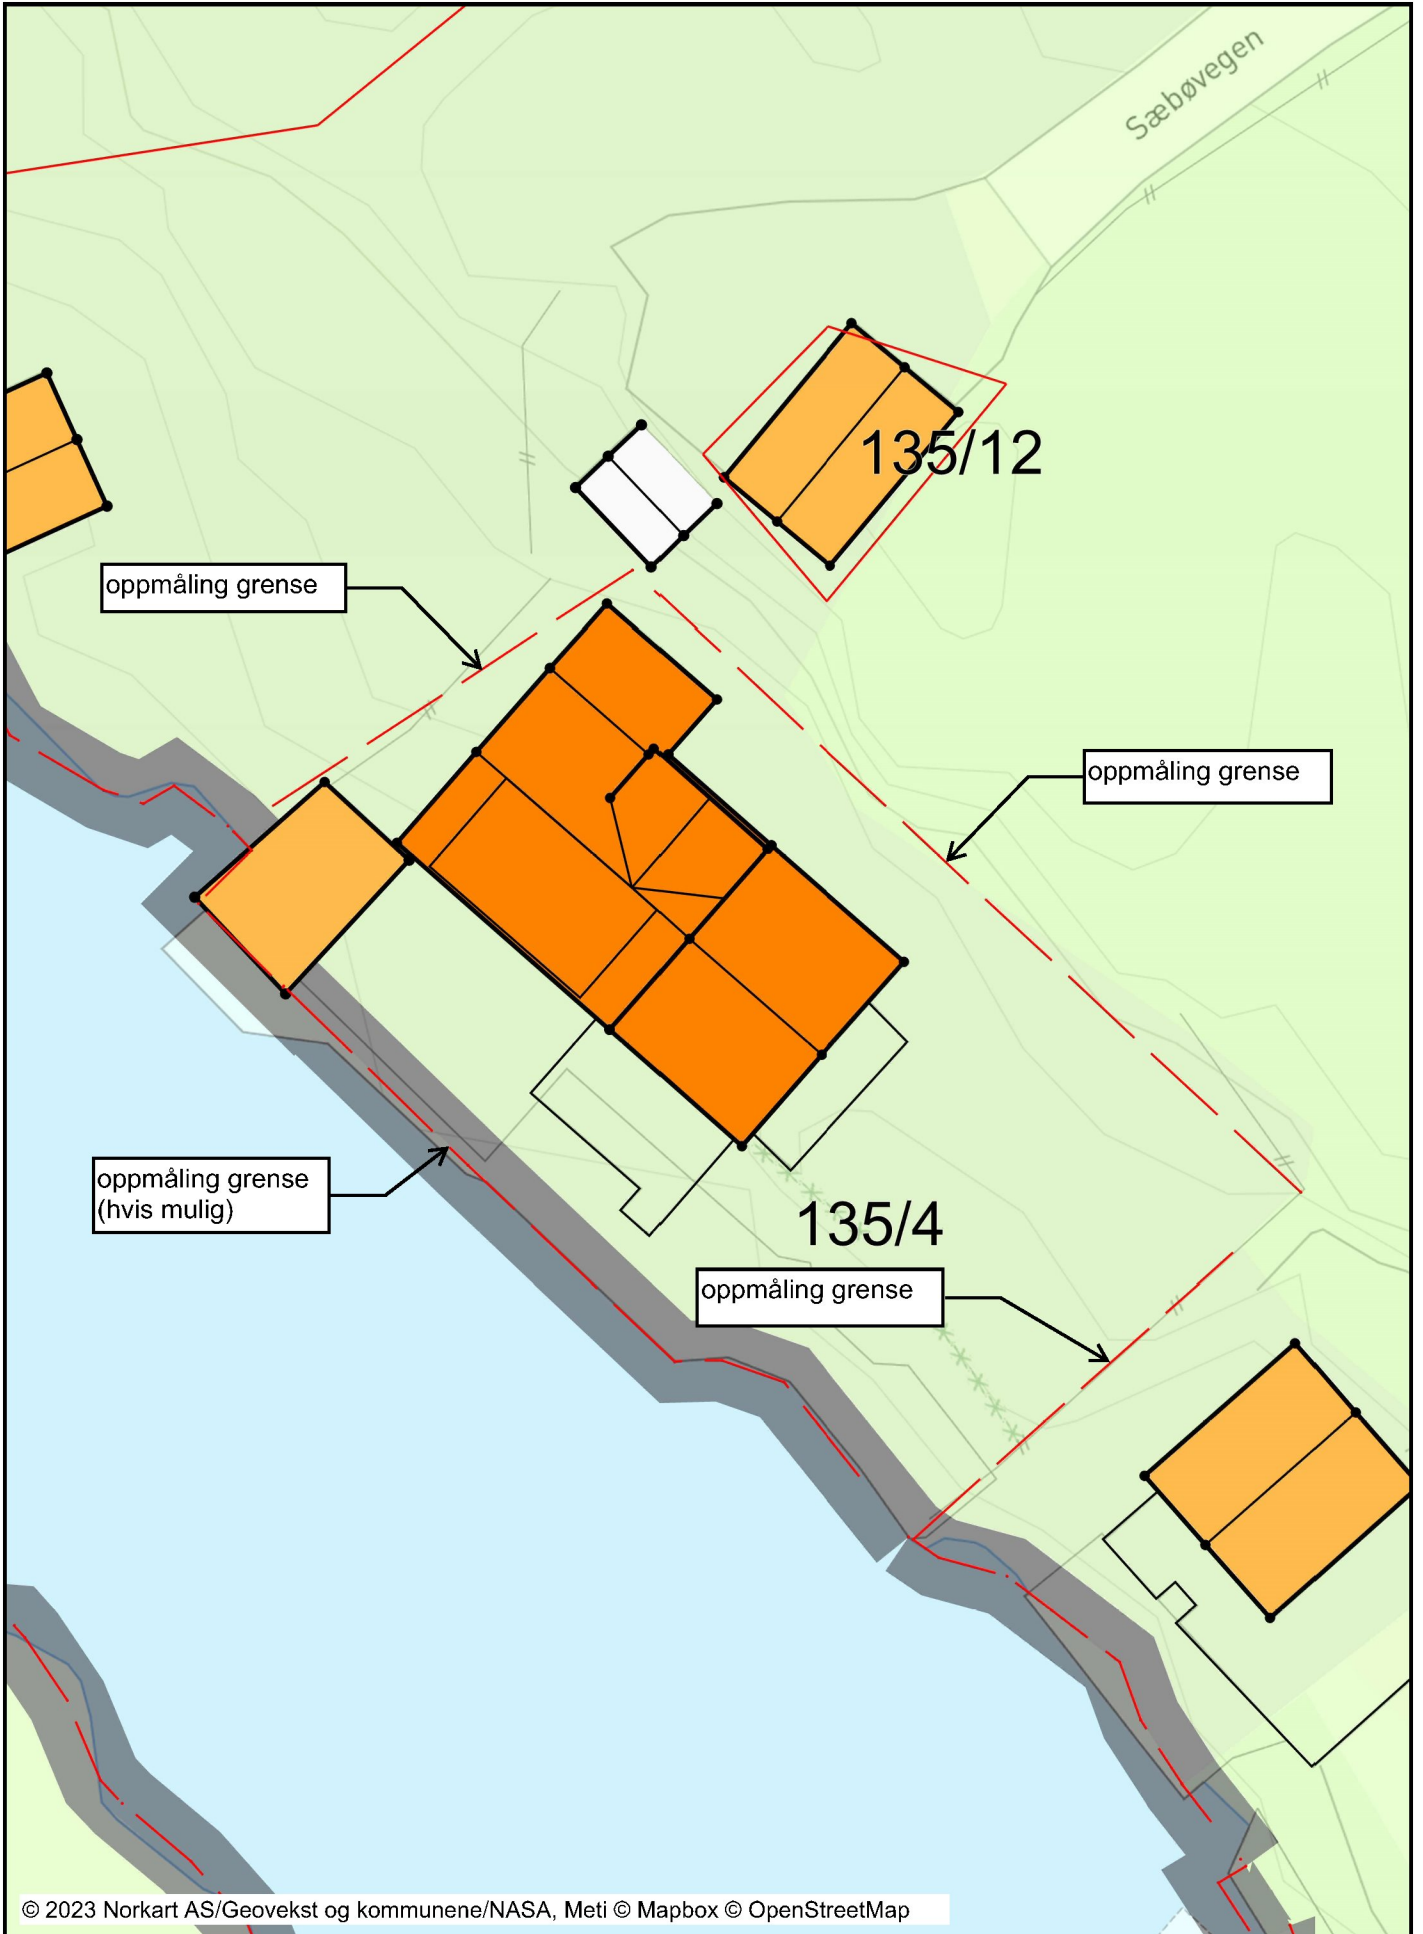 Sæbøvegen
135/12
oppmåling grense
oppmåling grense
oppmåling grense
(hvis mulig)
135/4
oppmåling grense
© 2023 Norkart AS/Geovekst og kommunene/NASA, Meti © Mapbox © OpenStreetMap